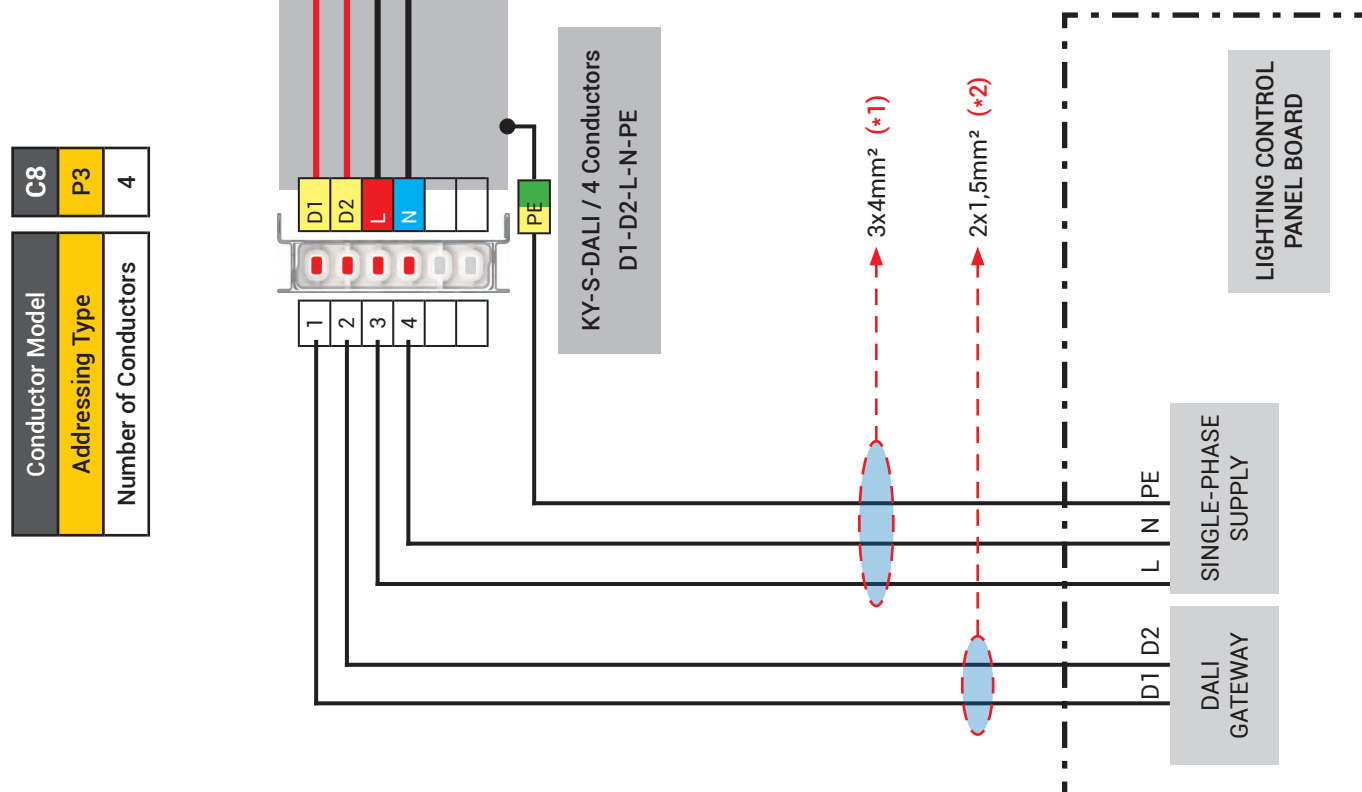 Conductor Model C8
Addressing Type P3
Number of Conductors 4
D1
D2
L
N
PE
1
2
3
4
KY-S-DALI / 4 Conductors
D1-D2-L-N-PE
3x4mm² (*1)
2x1,5mm² (*2)
LIGHTING CONTROL
PANEL BOARD
D1 D2 L N PE
DALI
GATEWAY
SINGLE-PHASE
SUPPLY